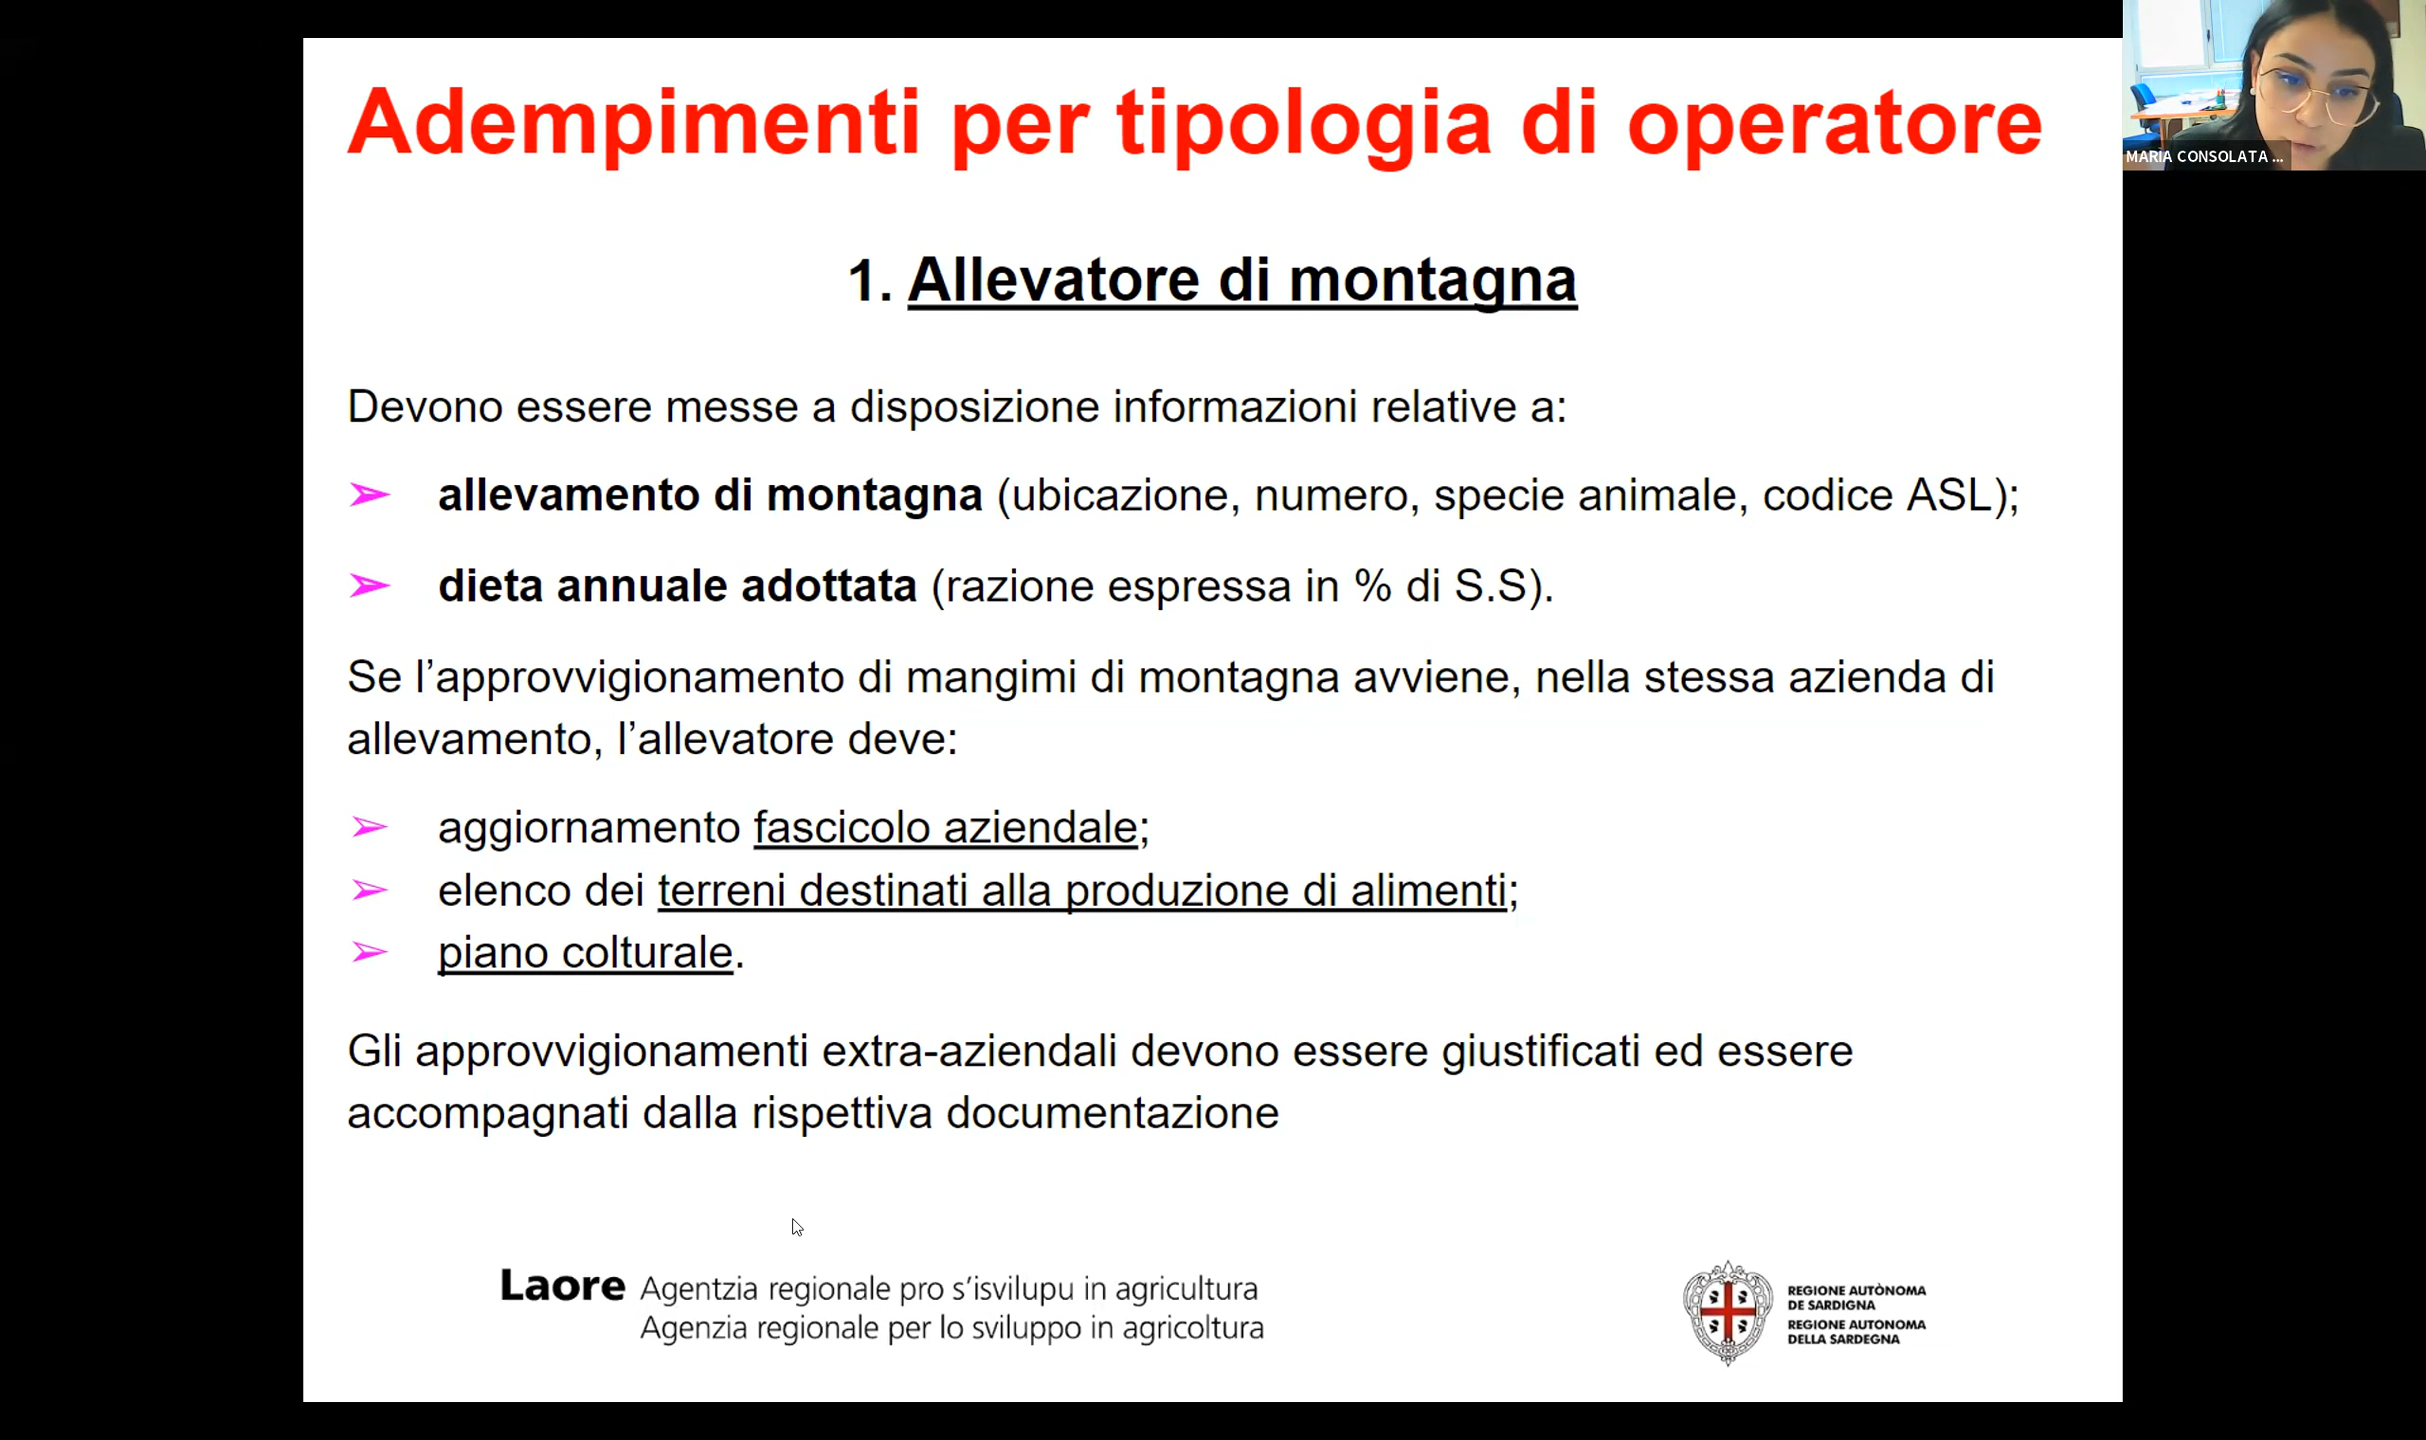 Adempimenti per tipologia di operatore
MARIA CONSOLATA ...
1. Allevatore di montagna
Devono essere messe a disposizione informazioni relative a:
➢ allevamento di montagna (ubicazione, numero, specie animale, codice ASL);
➢ dieta annuale adottata (razione espressa in % di S.S).
Se l’approvvigionamento di mangimi di montagna avviene, nella stessa azienda di
allevamento, l’allevatore deve:
➢ aggiornamento fascicolo aziendale;
➢ elenco dei terreni destinati alla produzione di alimenti;
➢ piano colturale.
Gli approvvigionamenti extra-aziendali devono essere giustificati ed essere
accompagnati dalla rispettiva documentazione
Laore Agentzia regionale pro s’isvilupu in agricultura
Agenzia regionale per lo sviluppo in agricoltura
REGIONE AUTÒNOMA
DE SARDIGNA
REGIONE AUTONOMA
DELLA SARDEGNA